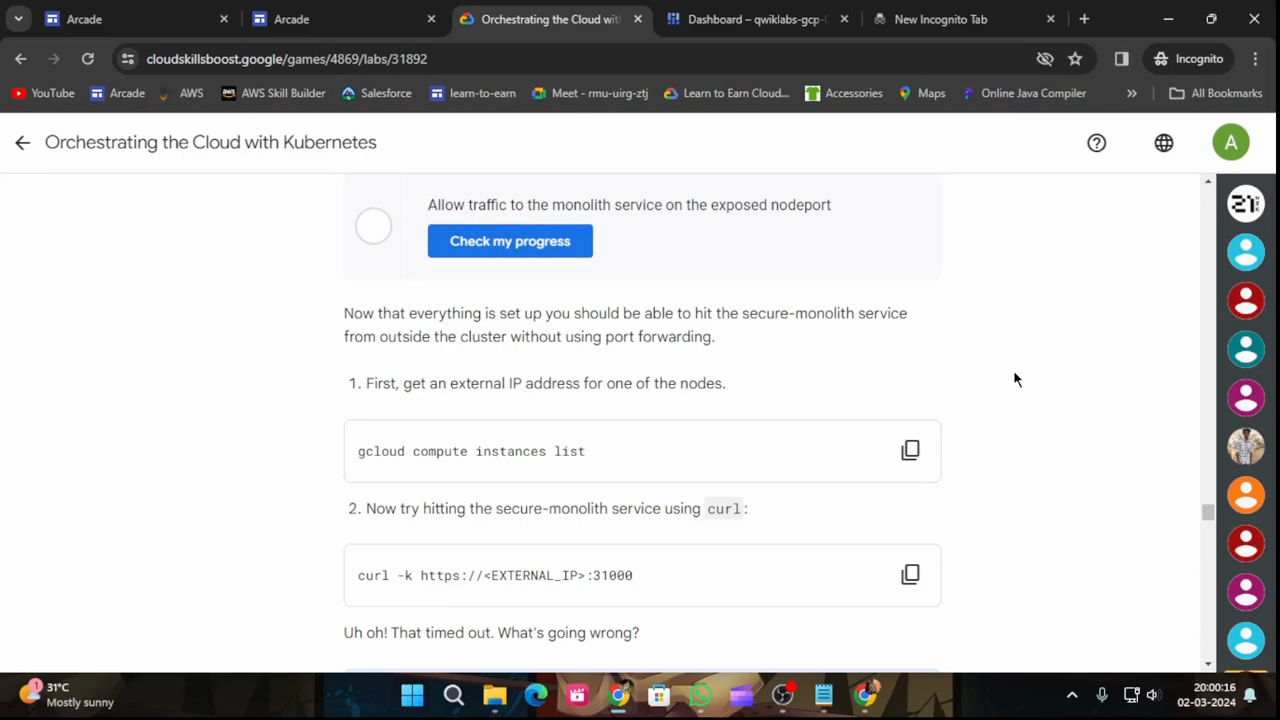 Arcade
Arcade
Orchestrating the Cloud wit
Dashboard – qwiklabs-gcp-
New Incognito Tab
cloudskillsboost.google/games/4869/labs/31892
Incognito
YouTube
Arcade
AWS
AWS Skill Builder
Salesforce
learn-to-earn
Meet - rmu-uirg-ztj
Learn to Earn Cloud...
Accessories
Maps
Online Java Compiler
All Bookmarks
Orchestrating the Cloud with Kubernetes
A
Allow traffic to the monolith service on the exposed nodeport
Check my progress
Now that everything is set up you should be able to hit the secure-monolith service
from outside the cluster without using port forwarding.
1. First, get an external IP address for one of the nodes.
gcloud compute instances list
2. Now try hitting the secure-monolith service using curl:
curl -k https://<EXTERNAL_IP>:31000
Uh oh! That timed out. What's going wrong?
1
31°C
Mostly sunny
20:00:16
02-03-2024